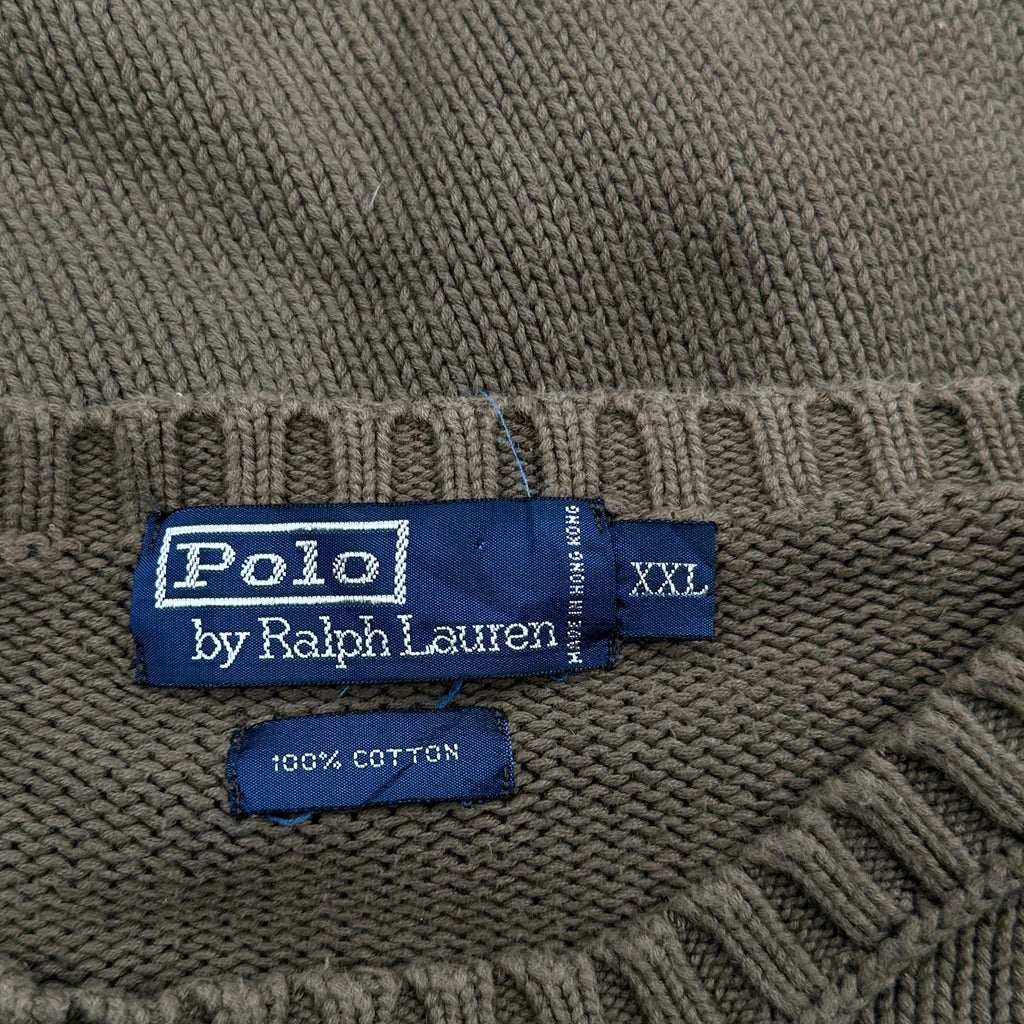 Polo
by Ralph Lauren
MADE IN HONG KONG
XXL
100% COTTON